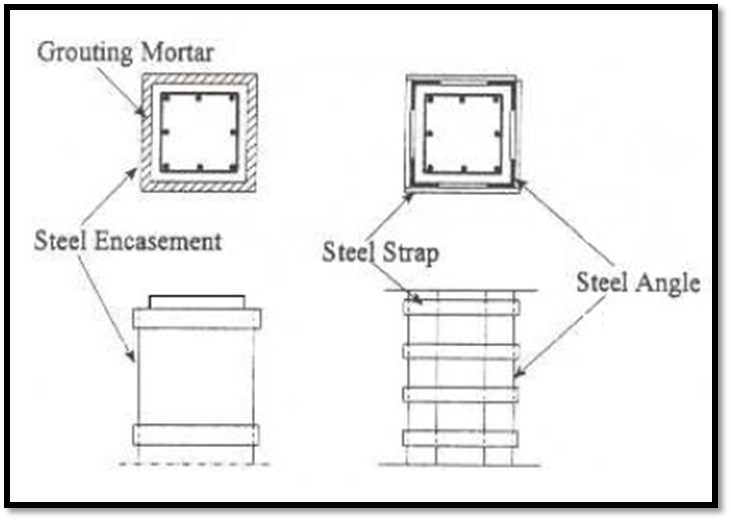 Grouting Mortar
Steel Encasement
Steel Strap
Steel Angle